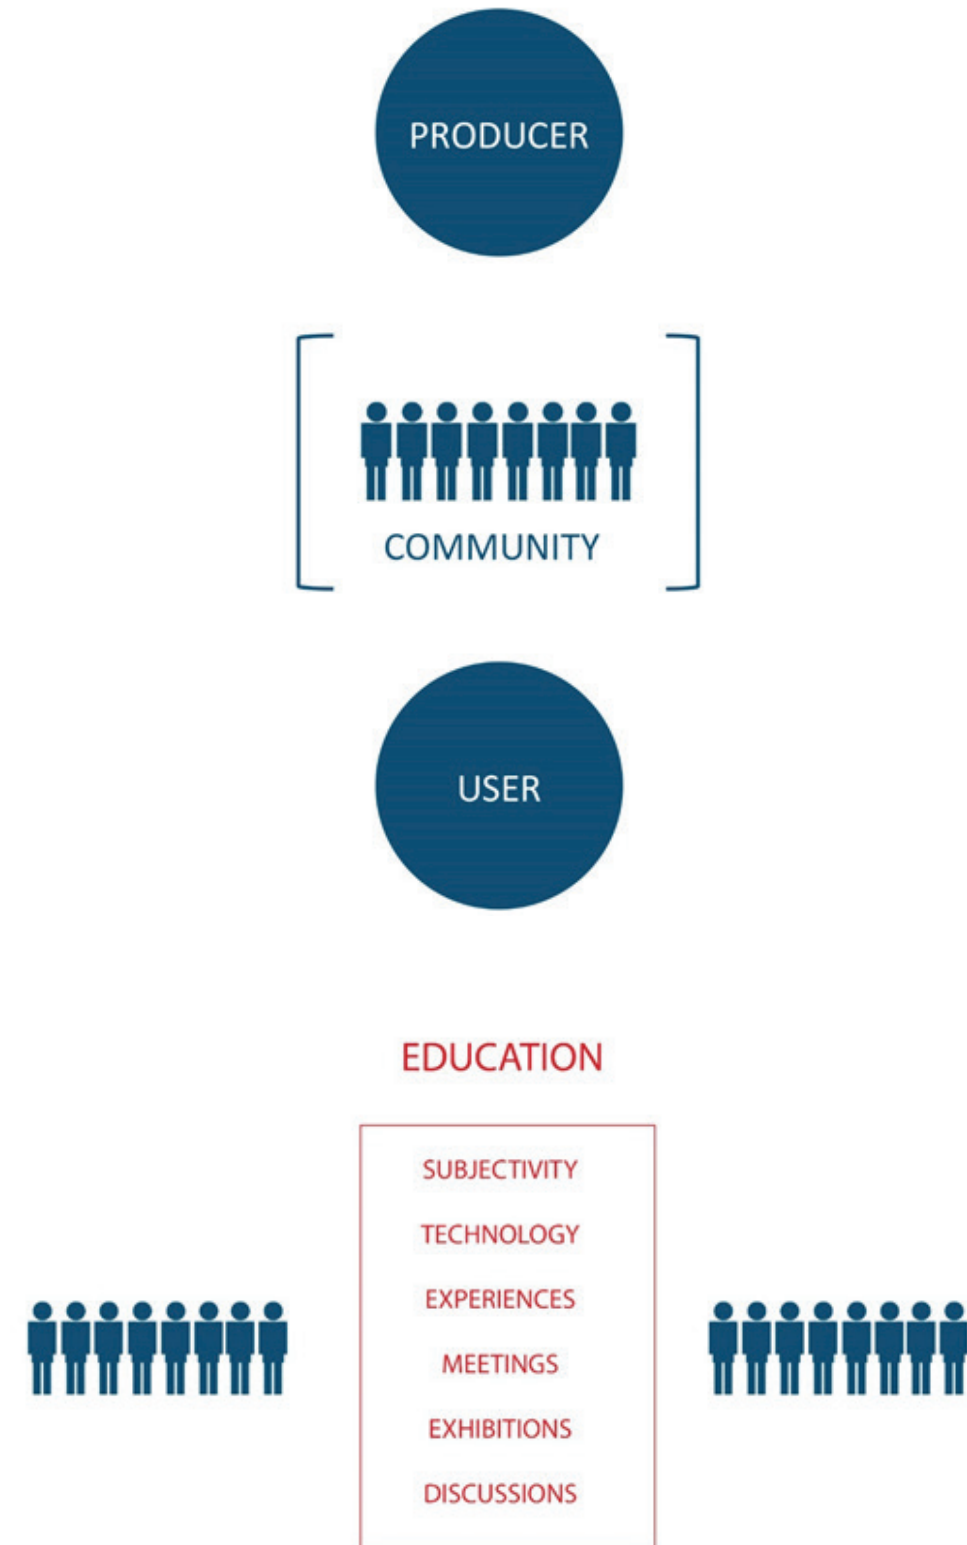 PRODUCER
COMMUNITY
USER
EDUCATION
SUBJECTIVITY
TECHNOLOGY
EXPERIENCES
MEETINGS
EXHIBITIONS
DISCUSSIONS